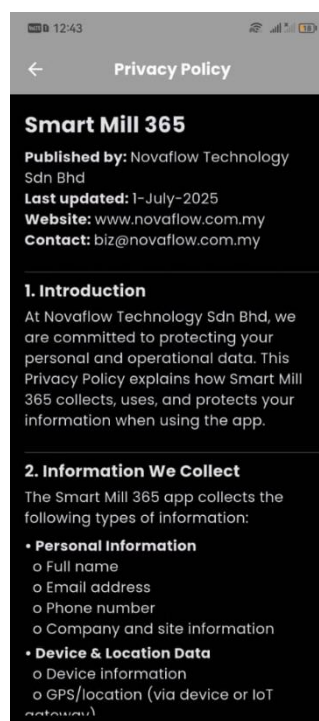 12:43
Privacy Policy
Smart Mill 365
Published by: Novaflow Technology
Sdn Bhd
Last updated: 1-July-2025
Website: www.novaflow.com.my
Contact: biz@novaflow.com.my
1. Introduction
At Novaflow Technology Sdn Bhd, we
are committed to protecting your
personal and operational data. This
Privacy Policy explains how Smart Mill
365 collects, uses, and protects your
information when using the app.
2. Information We Collect
The Smart Mill 365 app collects the
following types of information:
• Personal Information
o Full name
o Email address
o Phone number
o Company and site information
• Device & Location Data
o Device information
o GPS/location (via device or IoT
gateway)